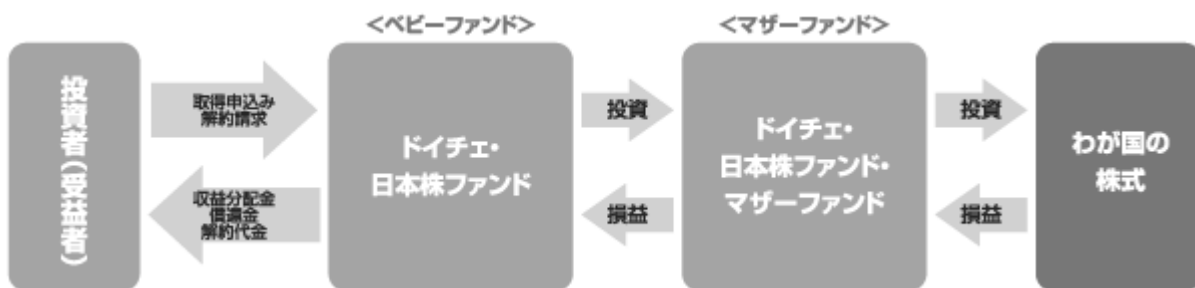 <ベビーファンド>
<マザーファンド>
投資者(受益者)
取得申込み
解約請求
収益分配金
償還金
解約代金
ドイチェ・
日本株ファンド
投資
損益
ドイチェ・
日本株ファンド・
マザーファンド
投資
損益
わが国の
株式